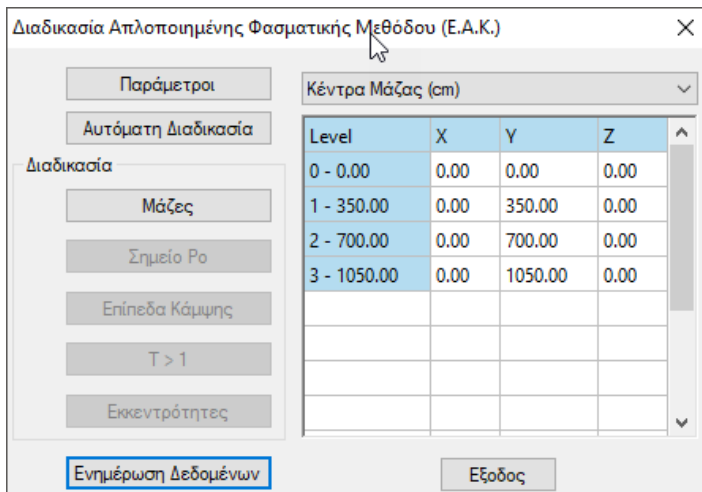 Διαδικασία Απλοποιημένης Φασματικής Μεθόδου (Ε.Α.Κ.)
Παράμετροι
Αυτόματη Διαδικασία
Διαδικασία
Μάζες
Σημείο Ρο
Επίπεδα Κάμψης
T > 1
Εκκεντρότητες
Ενημέρωση Δεδομένων
Κέντρα Μάζας (cm)
Level X Y Z
0 - 0.00 0.00 0.00 0.00
1 - 350.00 0.00 350.00 0.00
2 - 700.00 0.00 700.00 0.00
3 - 1050.00 0.00 1050.00 0.00
Εξοδος